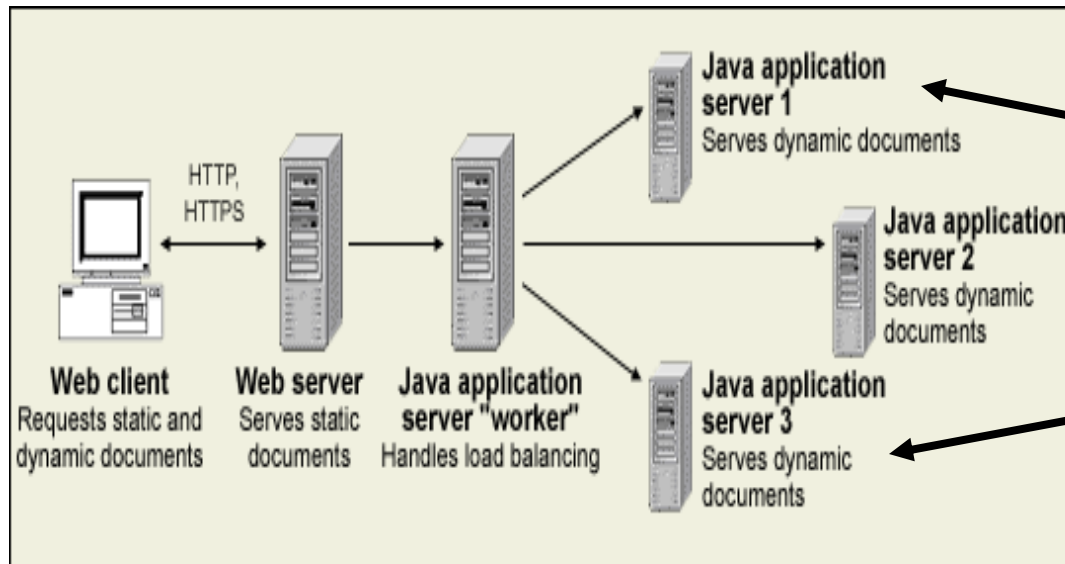 HTTP,
HTTPS
Web client
Requests static and
dynamic documents
Web server
Serves static
documents
Java application
server "worker"
Handles load balancing
Java application
server 1
Serves dynamic documents
Java application
server 2
Serves dynamic
documents
Java application
server 3
Serves dynamic
documents